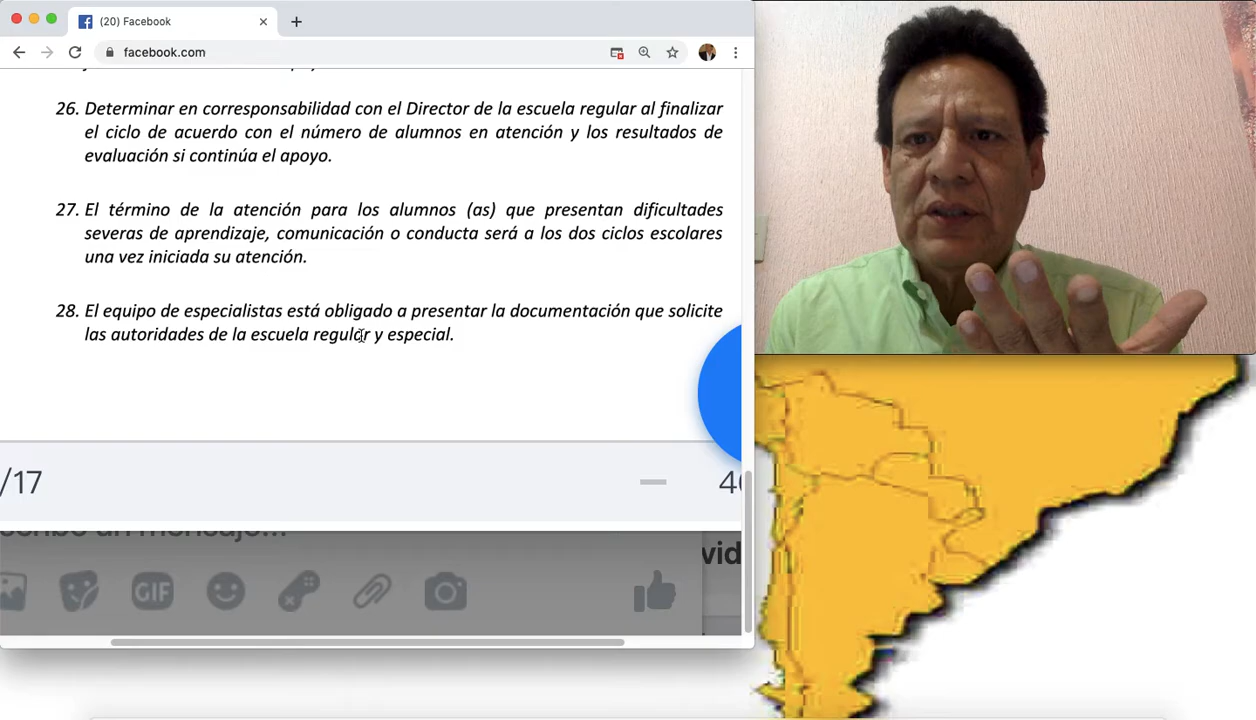 (20) Facebook
facebook.com
26. Determinar en corresponsabilidad con el Director de la escuela regular al finalizar
el ciclo de acuerdo con el número de alumnos en atención y los resultados de
evaluación si continúa el apoyo.
27. El término de la atención para los alumnos (as) que presentan dificultades
severas de aprendizaje, comunicación o conducta será a los dos ciclos escolares
una vez iniciada su atención.
28. El equipo de especialistas está obligado a presentar la documentación que solicite
las autoridades de la escuela regular y especial.
/17
mensaje...
GIF